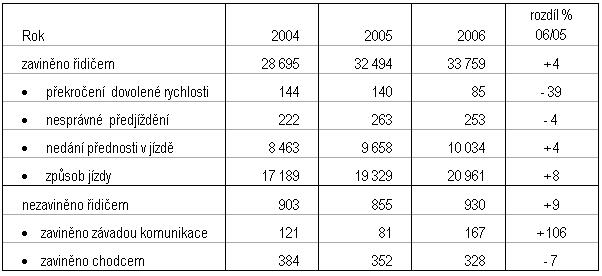 Rok 2004 2005 2006 rozdíl % 06/05
zaviněno řidičem 28 695 32 494 33 759 +4
• překročení dovolené rychlosti 144 140 85 - 39
• nesprávné předjíždění 222 263 253 - 4
• nedání přednosti v jízdě 8 463 9 658 10 034 +4
• způsob jízdy 17 189 19 329 20 961 +8
nezaviněno řidičem 903 855 930 +9
• zaviněno závadou komunikace 121 81 167 +106
• zaviněno chodcem 384 352 328 - 7